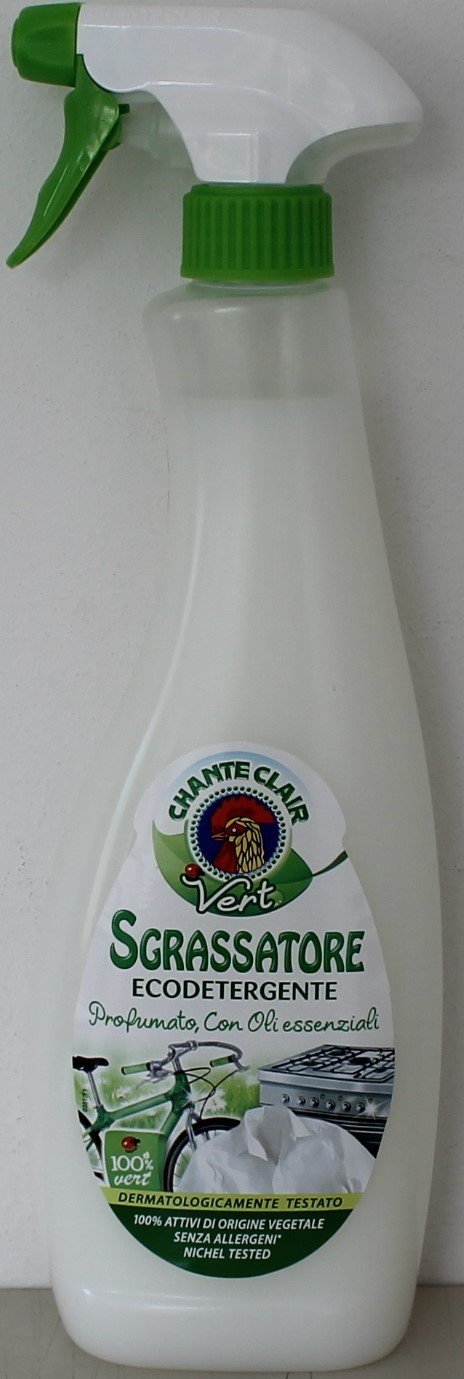 CHANTE CLAIR
Vert
SGRASSATORE
ECODETERGENTE
Profumato, Con Oli essenziali
100%
vert
DERMATOLOGICAMENTE TESTATO
100% ATTIVI DI ORIGINE VEGETALE
SENZA ALLERGENI*
NICHEL TESTED